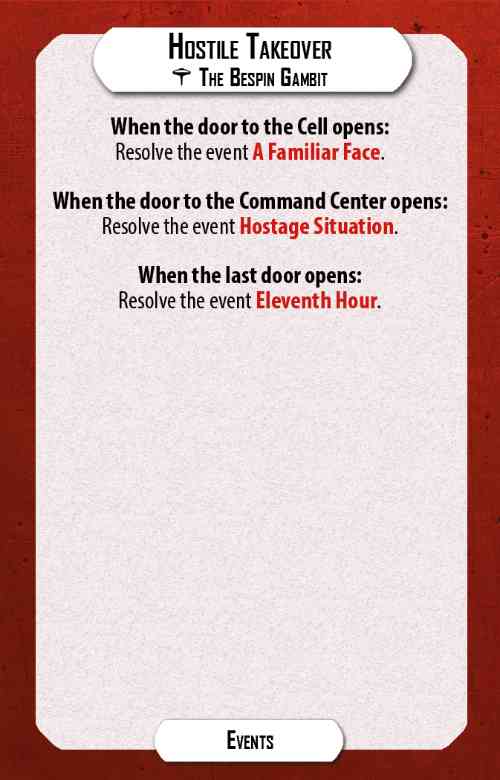 Hostile Takeover
The Bespin Gambit
When the door to the Cell opens:
Resolve the event A Familiar Face.
When the door to the Command Center opens:
Resolve the event Hostage Situation.
When the last door opens:
Resolve the event Eleventh Hour.
Events